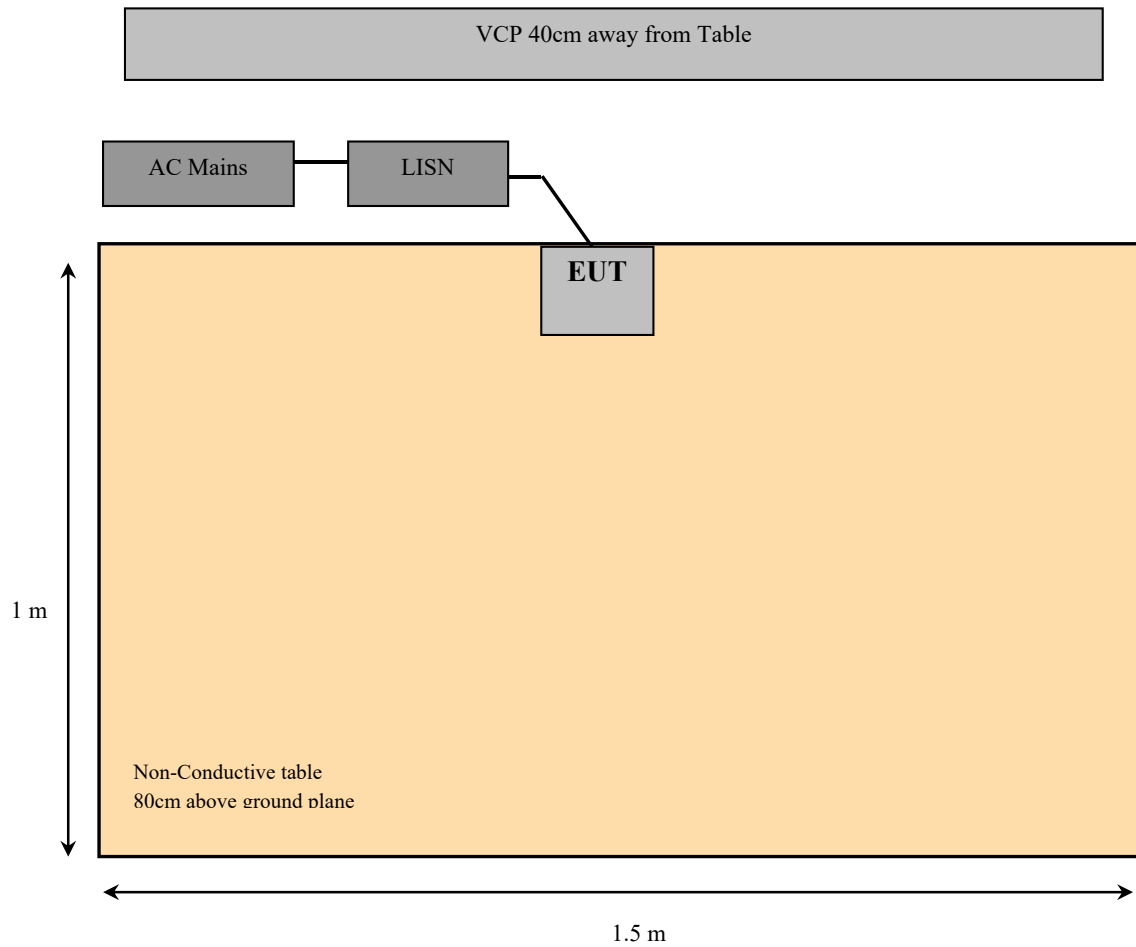 VCP 40cm away from Table
AC Mains
LISN
EUT
1 m
Non-Conductive table
80cm above ground plane
1.5 m